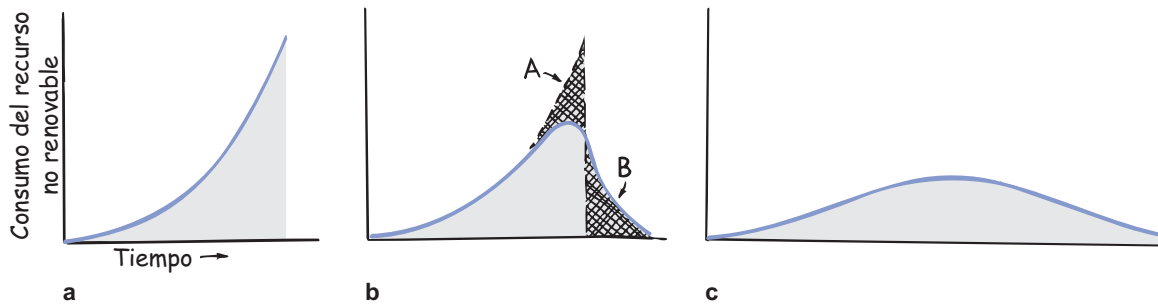 Consumo del recurso
no renovable
Tiempo →
A
B
a
b
c